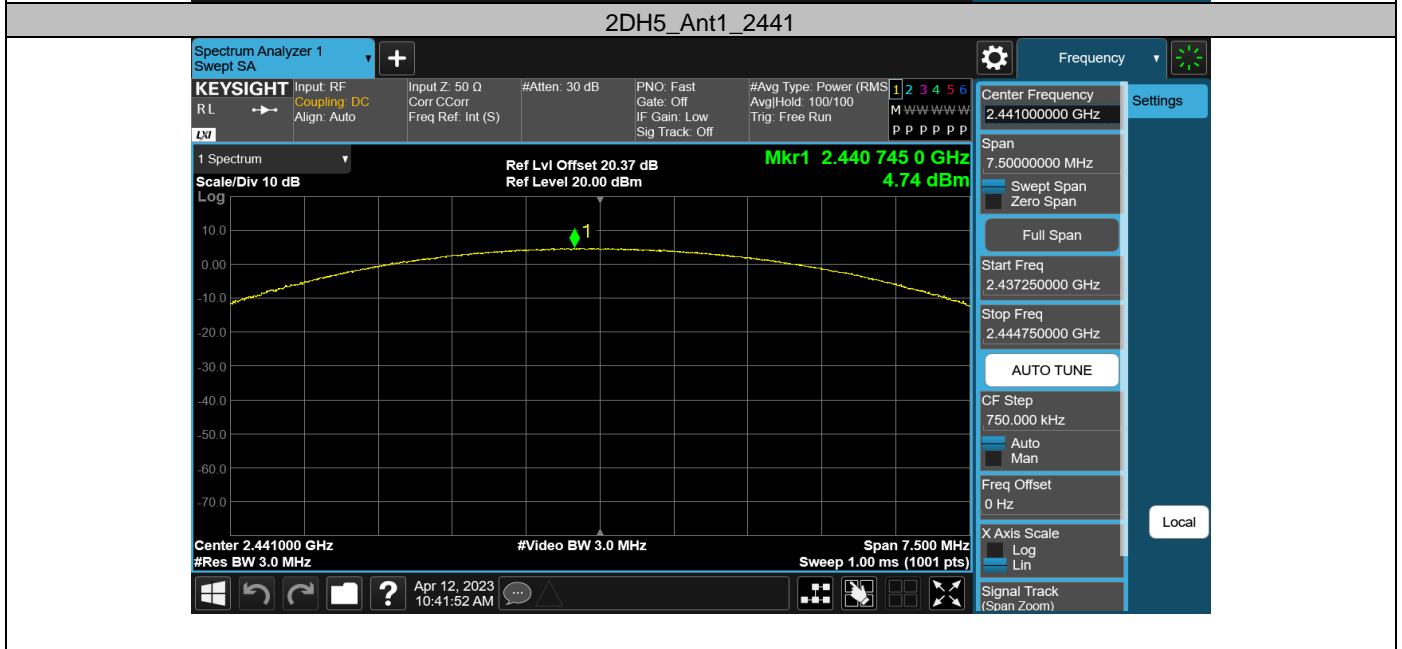 2DH5_Ant1_2441
Spectrum Analyzer 1
Swept SA
Frequency
KEYSIGHT
Input: RF
Input Z: 50 Ω
#Atten: 30 dB
PNO: Fast
#Avg Type: Power (RMS
1 2 3 4 5 6
R L
Coupling: DC
Corr CCorr
Gate: Off
Avg|Hold: 100/100
M W W W W W
Align: Auto
Freq Ref: Int (S)
IF Gain: Low
Trig: Free Run
LXI
Sig Track: Off
P P P P P P
Center Frequency
2.441000000 GHz
Settings
1 Spectrum
Ref Lvl Offset 20.37 dB
Mkr1 2.440 745 0 GHz
Scale/Div 10 dB
Ref Level 20.00 dBm
4.74 dBm
Log
1
10.0
0.00
-10.0
-20.0
-30.0
-40.0
-50.0
-60.0
-70.0
Center 2.441000 GHz
#Video BW 3.0 MHz
Span 7.500 MHz
#Res BW 3.0 MHz
Sweep 1.00 ms (1001 pts)
Span
7.50000000 MHz
Swept Span
Zero Span
Full Span
Start Freq
2.437250000 GHz
Stop Freq
2.444750000 GHz
AUTO TUNE
CF Step
750.000 kHz
Auto
Man
Freq Offset
0 Hz
X Axis Scale
Log
Lin
Local
Signal Track
(Span Zoom)
?
Apr 12, 2023
10:41:52 AM